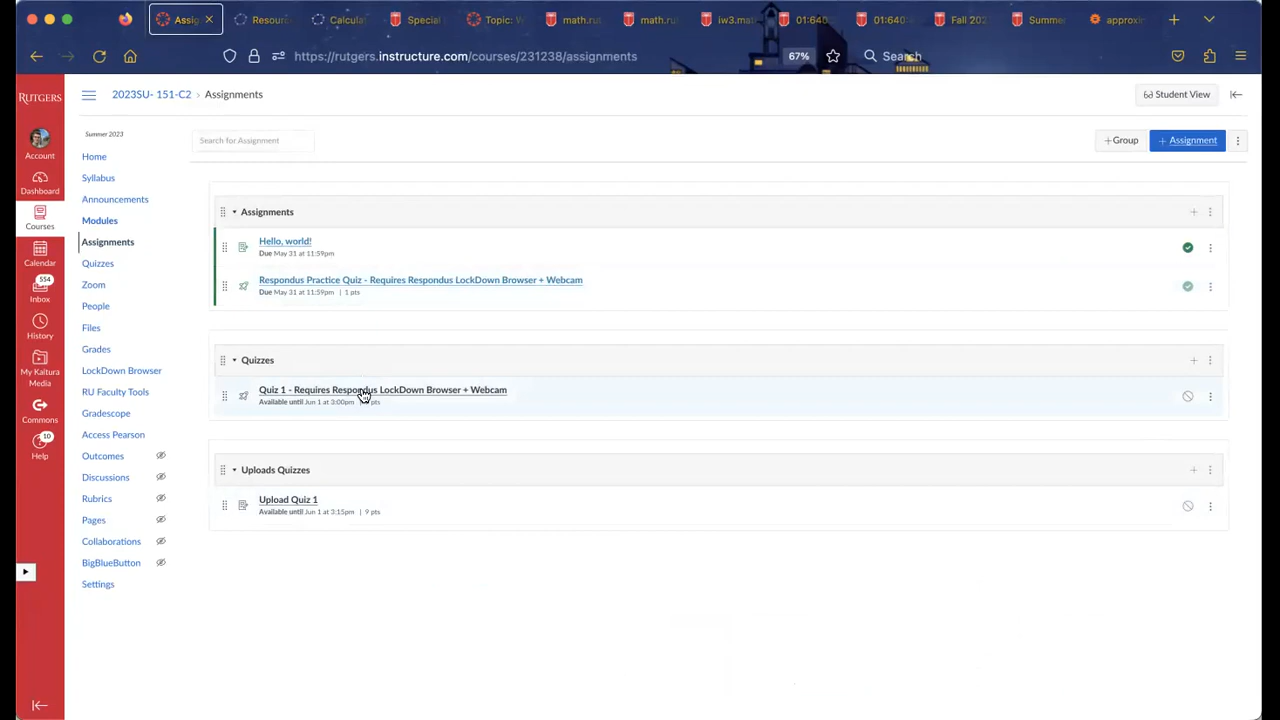 Assig
Resour
Calcula
Special
Topic: W
math.ru
math.ru
iw3.mat
01:640
01:640
Fall 202
Summer
approxi
https://rutgers.instructure.com/courses/231238/assignments
67%
Search
RUTGERS
2023SU- 151-C2 > Assignments
Student View
Summer 2023
Search for Assignment
+Group
+ Assignment
Account
Dashboard
Courses
Calendar
554
Inbox
History
My Kaltura
Media
Commons
10
Help
Home
Syllabus
Announcements
Modules
Assignments
Quizzes
Zoom
People
Files
Grades
LockDown Browser
RU Faculty Tools
Gradescope
Access Pearson
Outcomes
Discussions
Rubrics
Pages
Collaborations
BigBlueButton
Settings
Assignments
Hello, world!
Due May 31 at 11:59pm
Respondus Practice Quiz - Requires Respondus LockDown Browser + Webcam
Due May 31 at 11:59pm | 1 pts
Quizzes
Quiz 1 - Requires Respondus LockDown Browser + Webcam
Available until Jun 1 at 3:00pm pts
Uploads Quizzes
Upload Quiz 1
Available until Jun 1 at 3:15pm | 9 pts